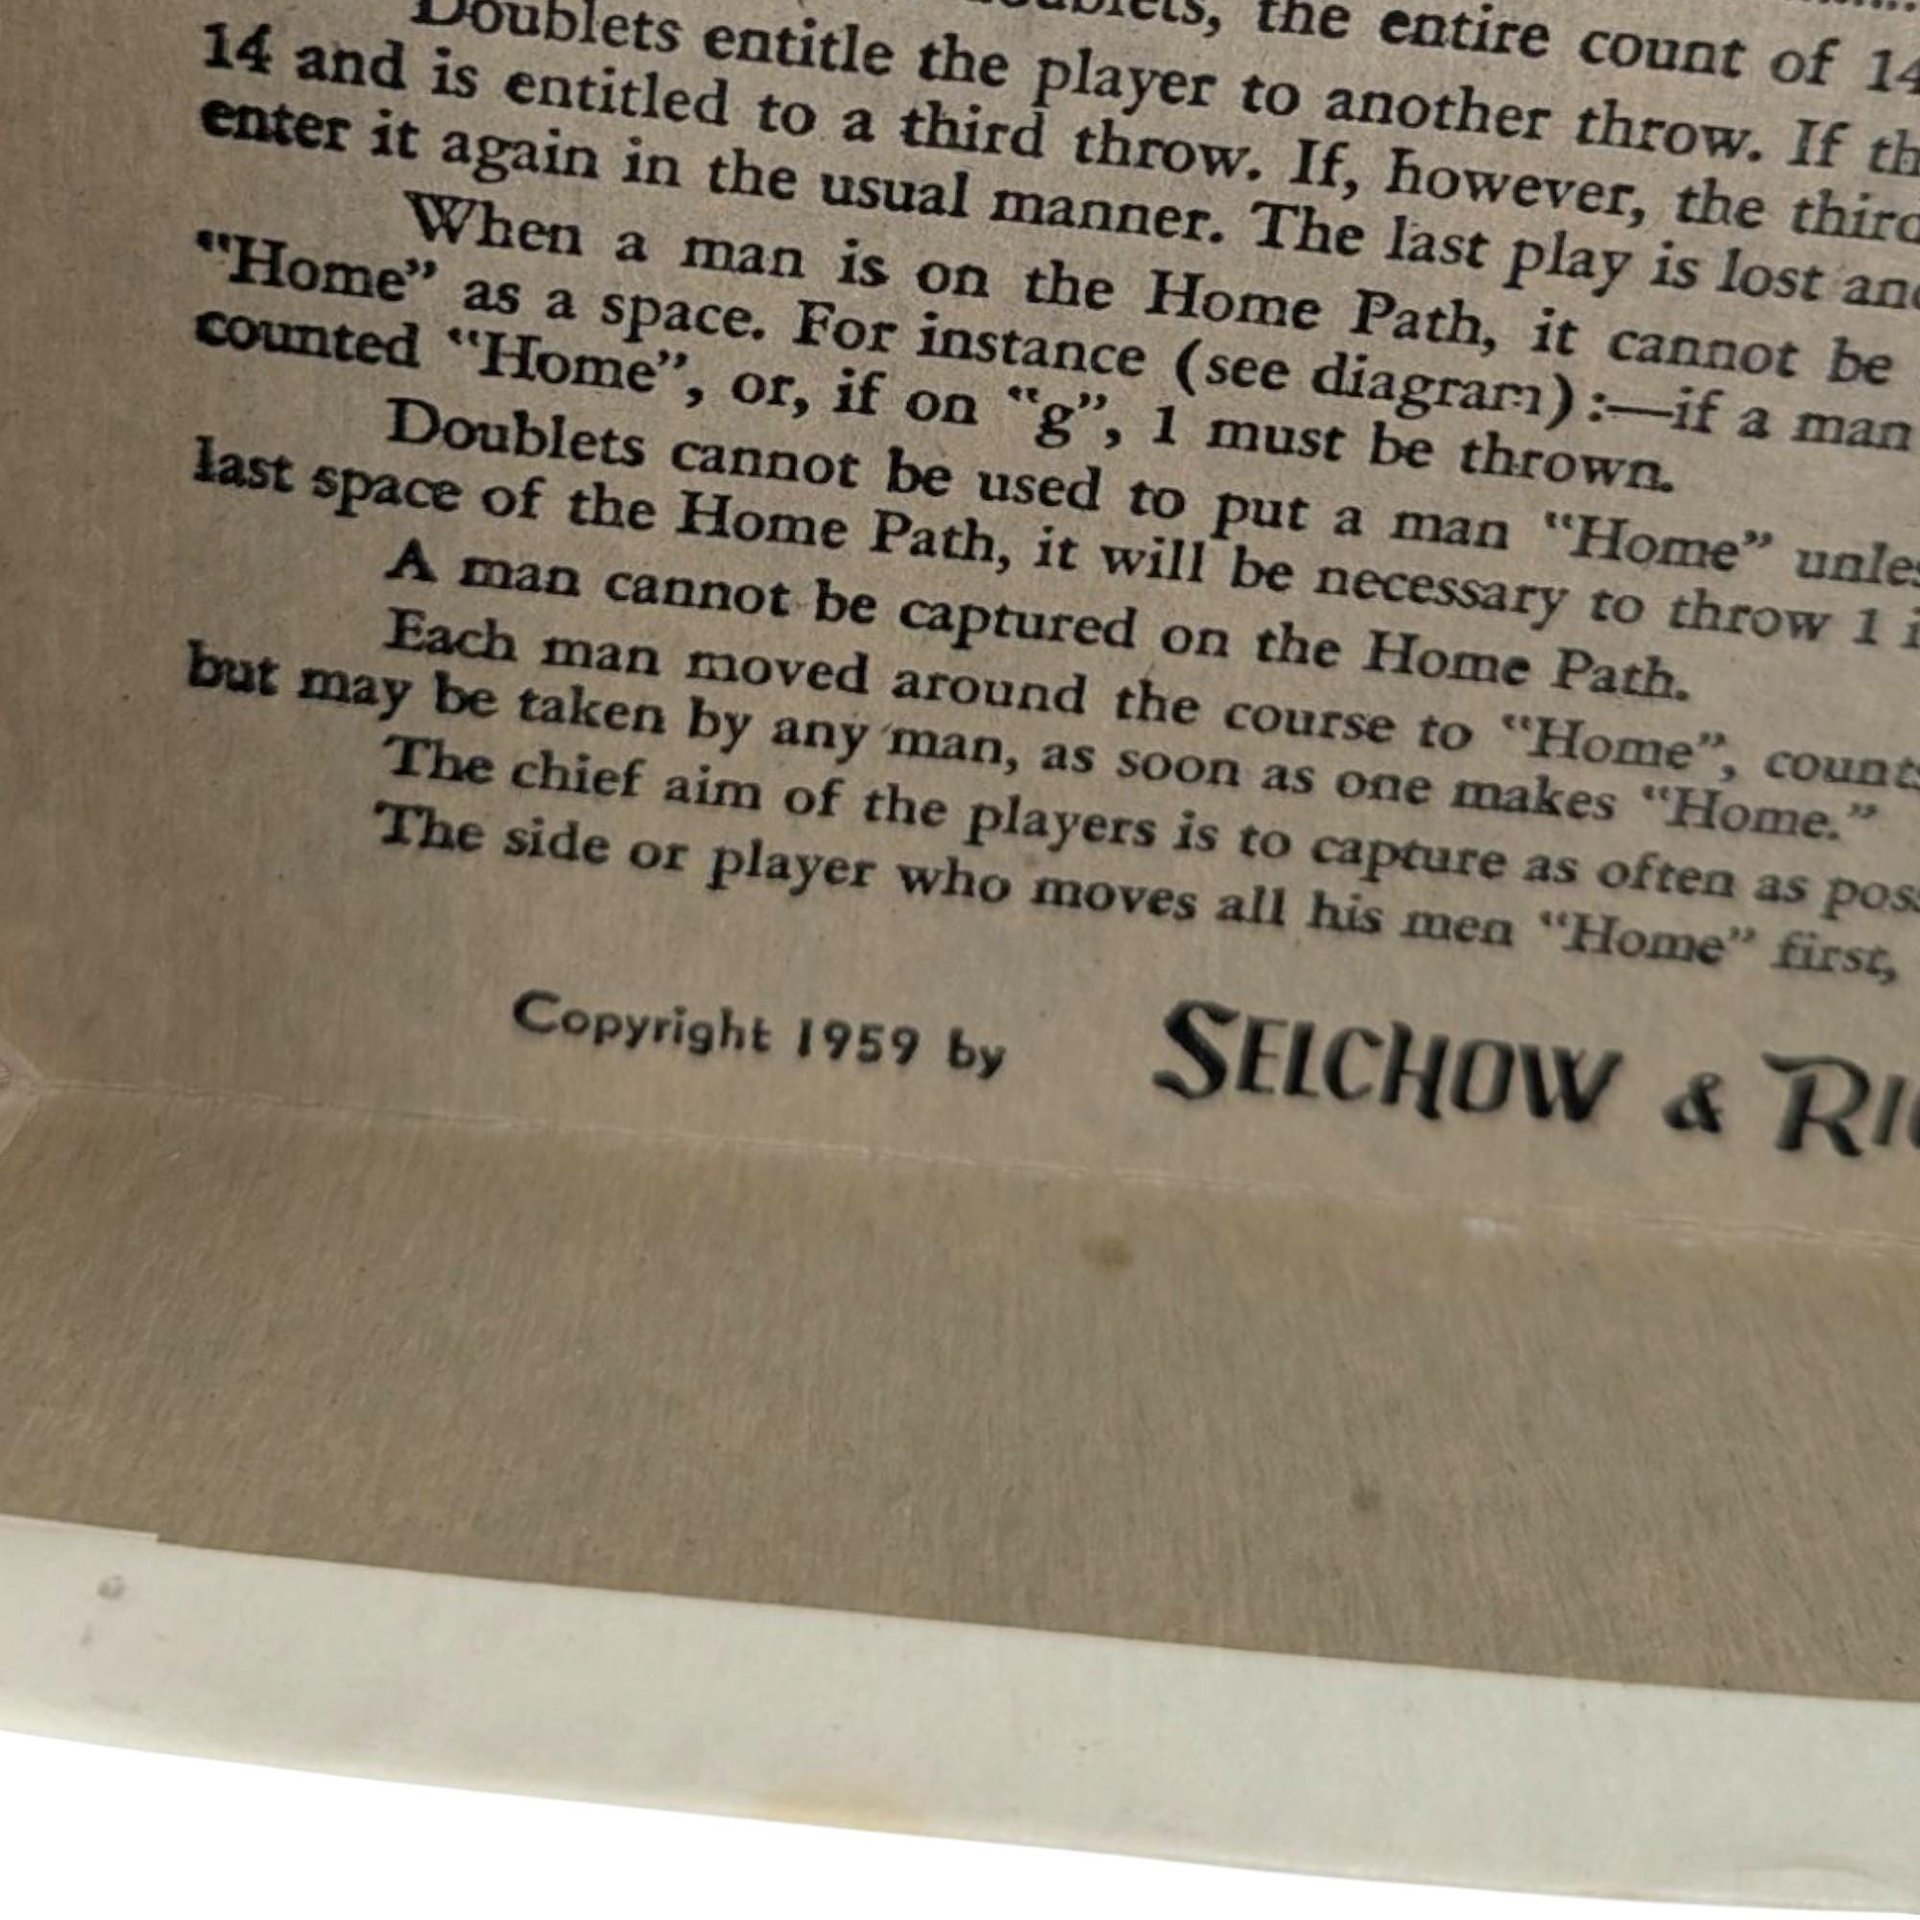 the entire count of 14
Doublets entitle the player to another throw. If
14 and is entitled to a third throw. If, however, the third
enter it again in the usual manner. The last play is lost
When a man is on the Home Path, it cannot be
"Home" as a space. For instance (see diagram):—if a man
counted "Home", or, if on "g", 1 must be thrown.
Doublets cannot be used to put a man "Home"
last space of the Home Path, it will be necessary to throw 1
A man cannot be captured on the Home Path.
Each man moved around the course to "Home",
but may be taken by any man, as soon as one makes "Home."
The chief aim of the players is to capture as often as
The side or player who moves all his men "Home" first,
Copyright 1959 by SELCHOW &